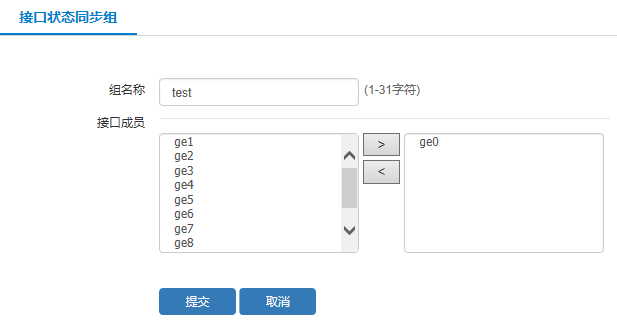 接口状态同步组
组名称 test (1-31字符)
接口成员
ge1
ge2
ge3
ge4
ge5
ge6
ge7
ge8
>
<
ge0
提交 取消